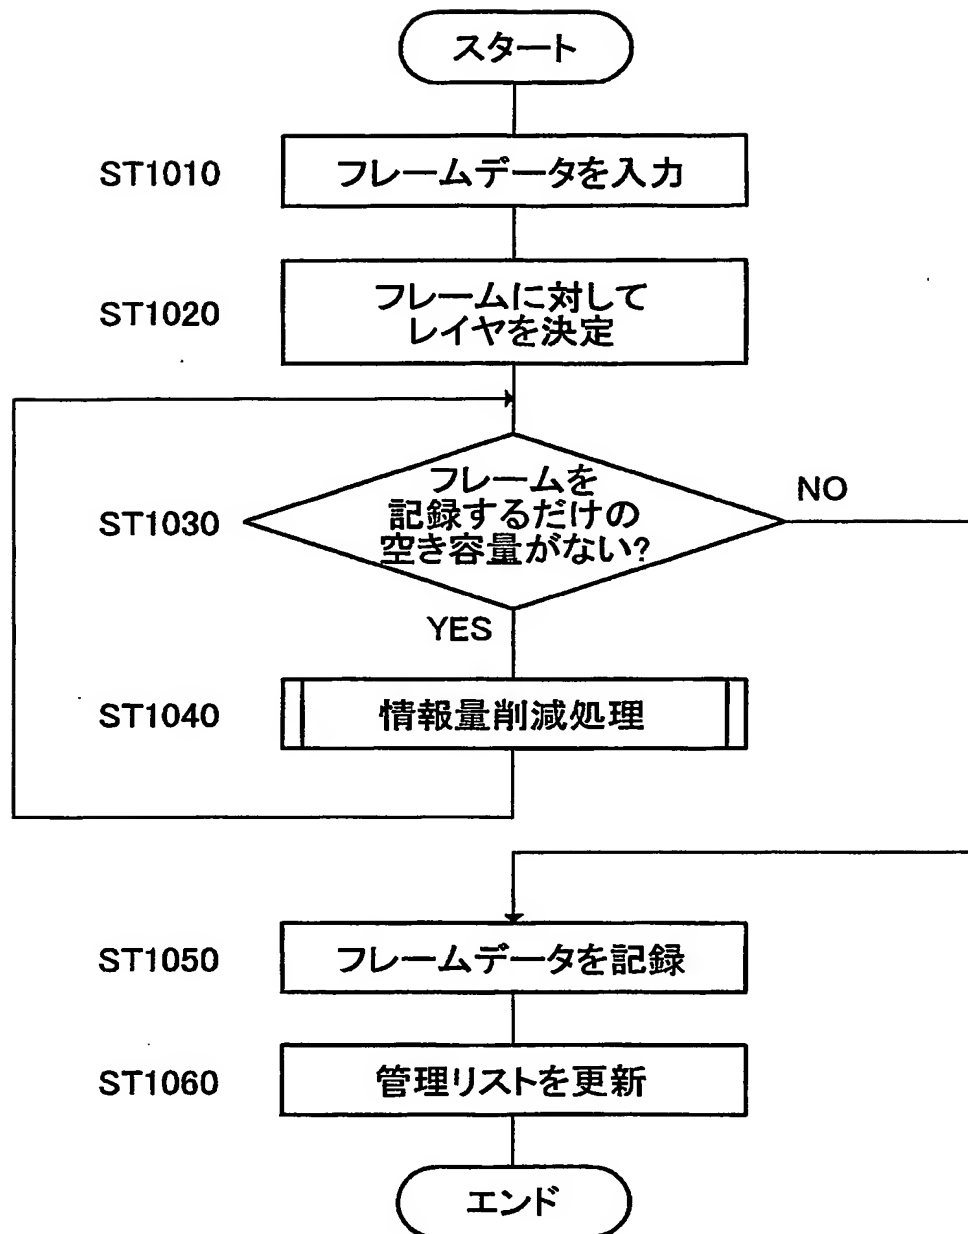 スタート
ST1010
フレームデータを入力
ST1020
フレームに対して
レイヤを決定
ST1030
フレームを
記録するだけの
空き容量がない?
NO
YES
ST1040
情報量削減処理
ST1050
フレームデータを記録
ST1060
管理リストを更新
エンド